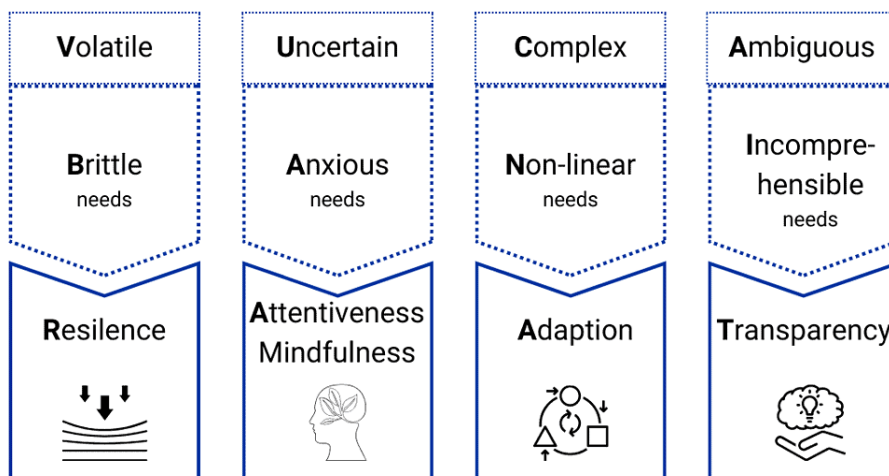 Volatile
Brittle
needs
Resilence
Uncertain
Anxious
needs
Attentiveness
Mindfulness
Complex
Non-linear
needs
Adaption
Ambiguous
Incompre-
hensible
needs
Transparency